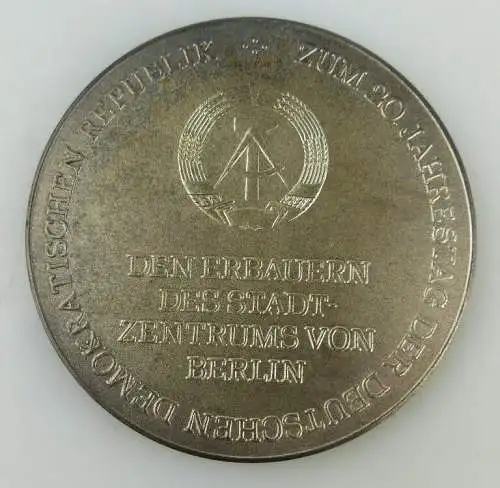 ZUM 20. JAHRESTAG DER DEUTSCHEN DEMOKRATISCHEN REPUBLIK
DEN ERBAUERN
DES STADT-
ZENTRUMS VON
BERLIN